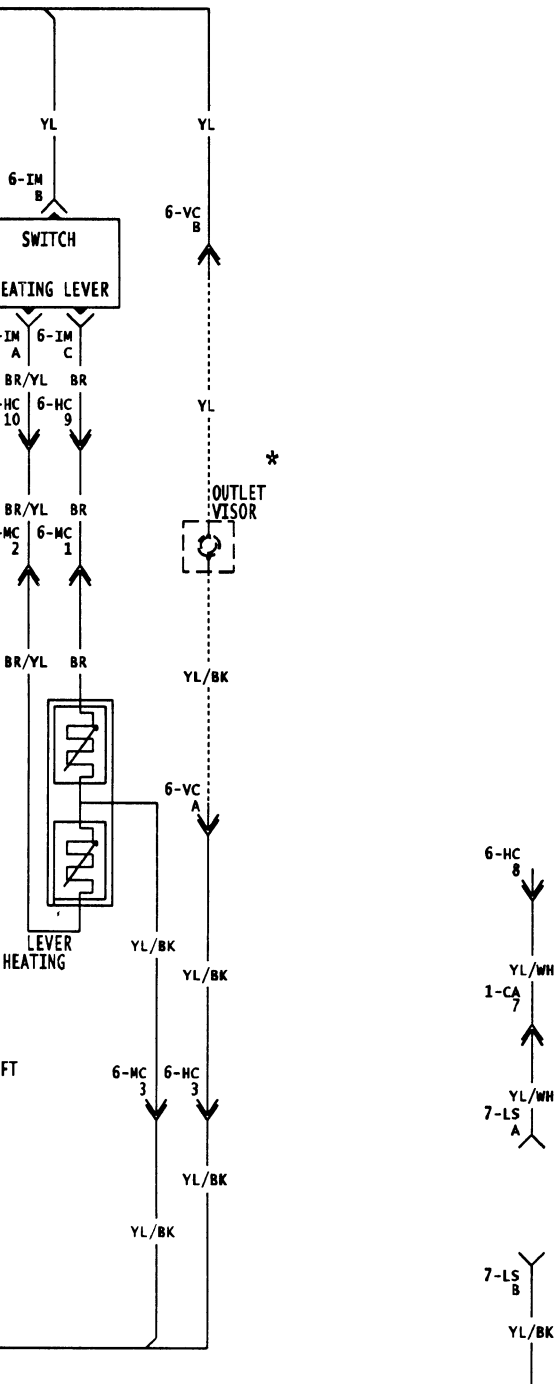 YL
YL
6-IM
B
6-VC
B
SWITCH
EATING LEVER
-IM
A
6-IM
C
BR/YL
BR
-HC
10
6-HC
9
YL
*
OUTLET
VISOR
BR/YL
BR
-MC
2
6-MC
1
BR/YL
BR
YL/BK
6-VC
A
6-HC
8
LEVER
HEATING
YL/BK
YL/BK
YL/WH
1-CA
7
FT
6-MC
3
6-HC
3
YL/WH
7-LS
A
YL/BK
YL/BK
7-LS
B
YL/BK